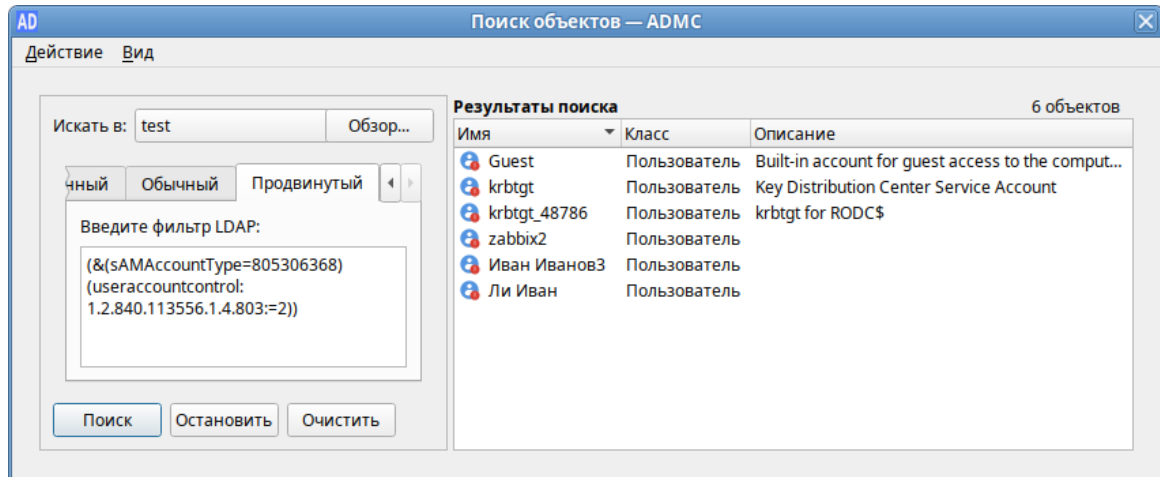 AD
Поиск объектов — ADMC
Действие Вид
Искать в: test Обзор...
чный Обычный Продвинутый
Введите фильтр LDAP:
(&(sAMAccountType=805306368)
(useraccountcontrol:
1.2.840.113556.1.4.803:=2))
Поиск Остановить Очистить
Результаты поиска 6 объектов
Имя Класс Описание
Guest Пользователь Built-in account for guest access to the comput...
krbtgt Пользователь Key Distribution Center Service Account
krbtgt_48786 Пользователь krbtgt for RODC$
zabbix2 Пользователь
Иван Иванов3 Пользователь
Ли Иван Пользователь